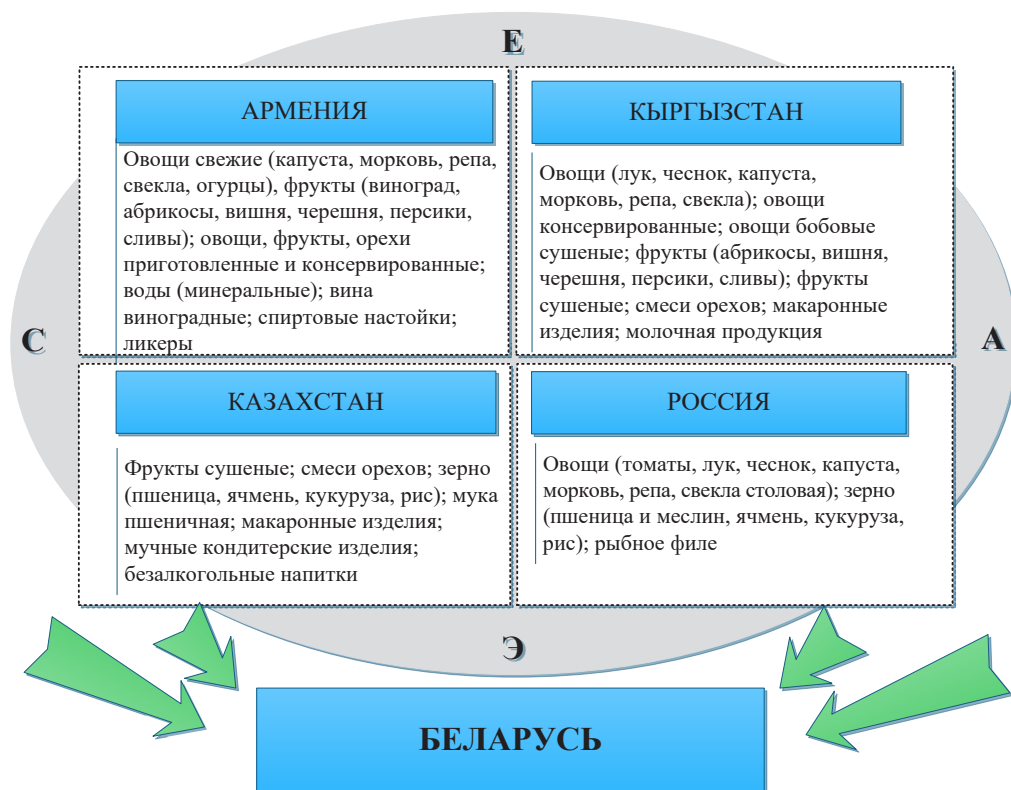 Е
АРМЕНИЯ
Овощи свежие (капуста, морковь, репа,
свекла, огурцы), фрукты (виноград,
абрикосы, вишня, черешня, персики,
сливы); овощи, фрукты, орехи
приготовленные и консервированные;
воды (минеральные); вина
виноградные; спиртовые настойки;
ликеры
КЫРГЫЗСТАН
Овощи (лук, чеснок, капуста,
морковь, репа, свекла); овощи
консервированные; овощи бобовые
сушеные; фрукты (абрикосы, вишня,
черешня, персики, сливы); фрукты
сушеные; смеси орехов; макаронные
изделия; молочная продукция
С
А
КАЗАХСТАН
Фрукты сушеные; смеси орехов; зерно
(пшеница, ячмень, кукуруза, рис); мука
пшеничная; макаронные изделия;
мучные кондитерские изделия;
безалкогольные напитки
РОССИЯ
Овощи (томаты, лук, чеснок, капуста,
морковь, репа, свекла столовая); зерно
(пшеница и меслин, ячмень, кукуруза,
рис); рыбное филе
Э
БЕЛАРУСЬ